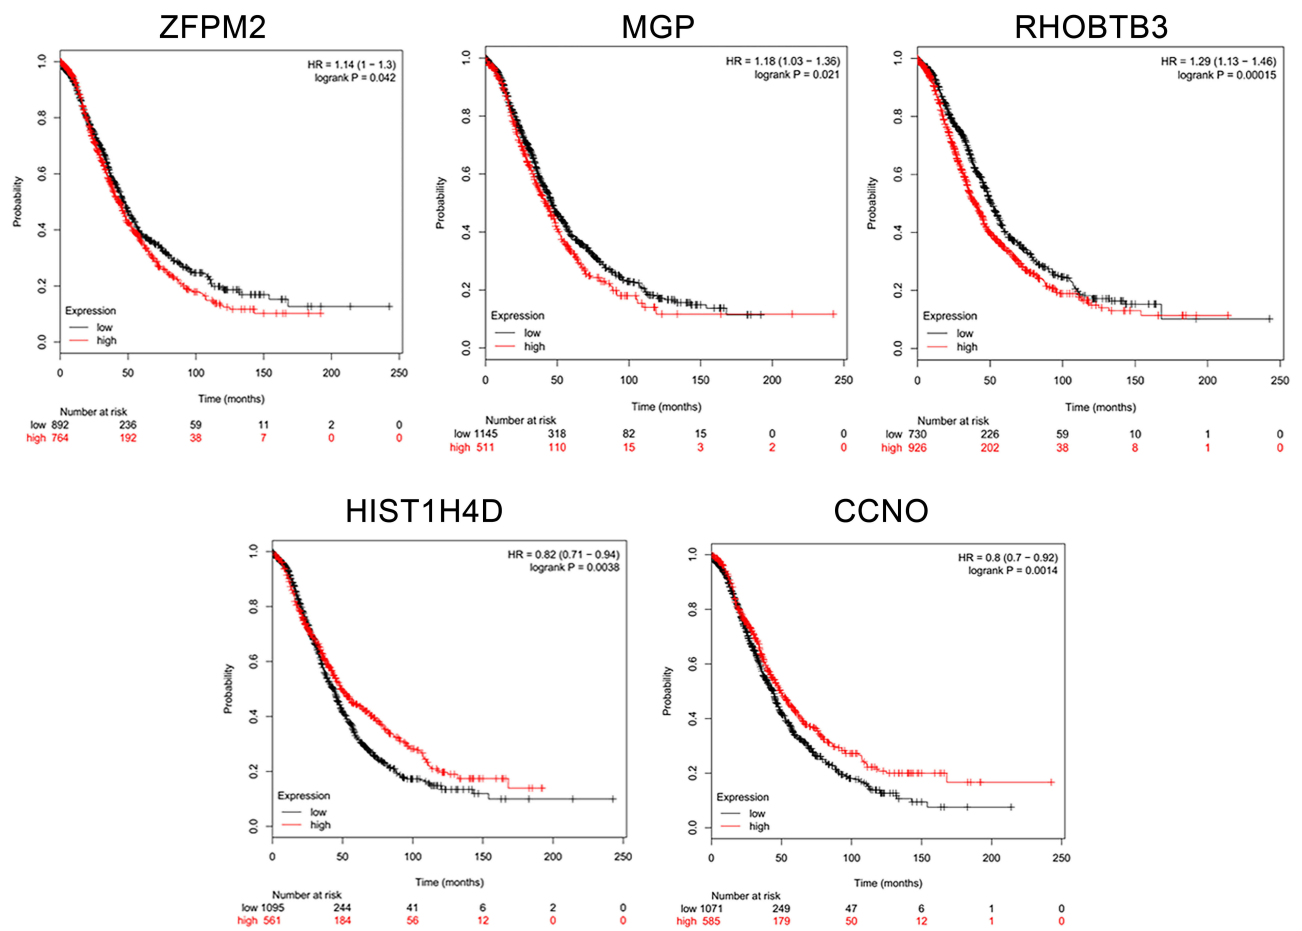 ZFPM2
MGP
RHOBTB3
HR = 1.14 (1 − 1.3)
logrank P = 0.042
Probability
1.0
0.8
0.6
0.4
0.2
0.0
Expression
low
high
0 50 100 150 200 250
Time (months)
Number at risk
low 892 236 59 11 2 0
high 764 192 38 7 0 0
HR = 1.18 (1.03 − 1.36)
logrank P = 0.021
Probability
1.0
0.8
0.6
0.4
0.2
0.0
Expression
low
high
0 50 100 150 200 250
Time (months)
Number at risk
low 1145 318 82 15 0 0
high 511 110 15 3 2 0
HR = 1.29 (1.13 − 1.46)
logrank P = 0.00015
Probability
1.0
0.8
0.6
0.4
0.2
0.0
Expression
low
high
0 50 100 150 200 250
Time (months)
Number at risk
low 730 226 59 10 1 0
high 926 202 38 8 1 0
HIST1H4D
CCNO
HR = 0.82 (0.71 − 0.94)
logrank P = 0.0038
Probability
1.0
0.8
0.6
0.4
0.2
0.0
Expression
low
high
0 50 100 150 200 250
Time (months)
Number at risk
low 1095 244 41 6 2 0
high 561 184 56 12 0 0
HR = 0.8 (0.7 − 0.92)
logrank P = 0.0014
Probability
1.0
0.8
0.6
0.4
0.2
0.0
Expression
low
high
0 50 100 150 200 250
Time (months)
Number at risk
low 1071 249 47 6 1 0
high 585 179 50 12 1 0